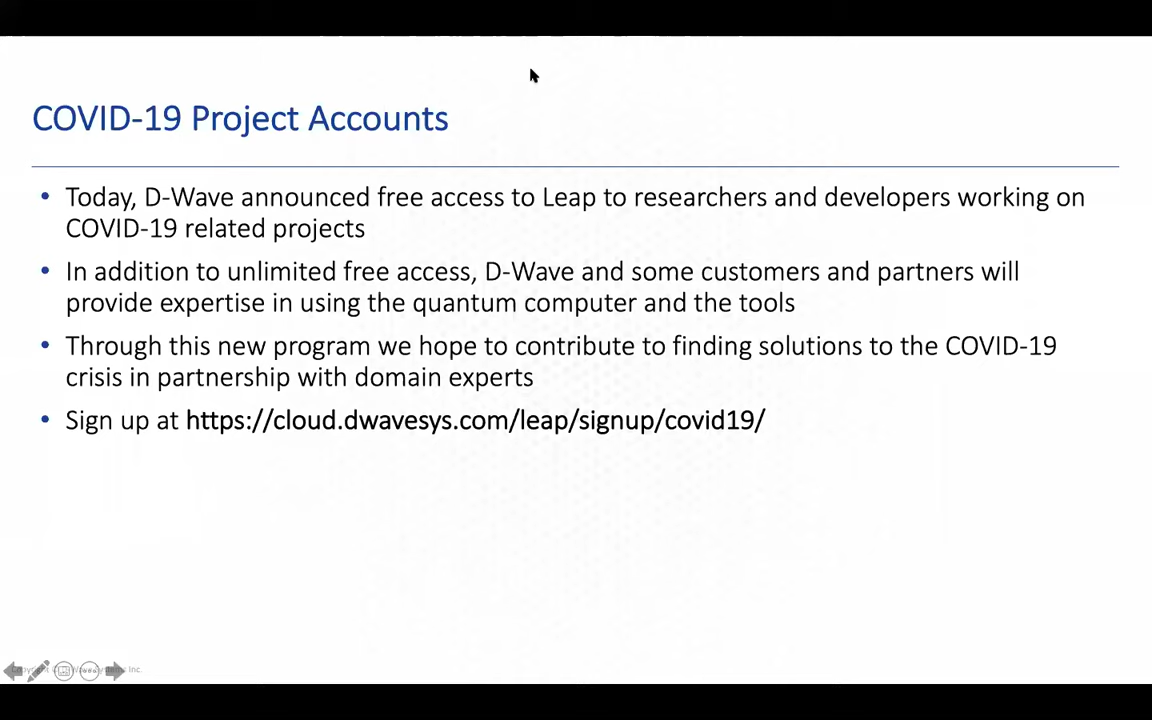 COVID-19 Project Accounts
• Today, D-Wave announced free access to Leap to researchers and developers working on
COVID-19 related projects
• In addition to unlimited free access, D-Wave and some customers and partners will
provide expertise in using the quantum computer and the tools
• Through this new program we hope to contribute to finding solutions to the COVID-19
crisis in partnership with domain experts
• Sign up at https://cloud.dwavesys.com/leap/signup/covid19/
Inc.